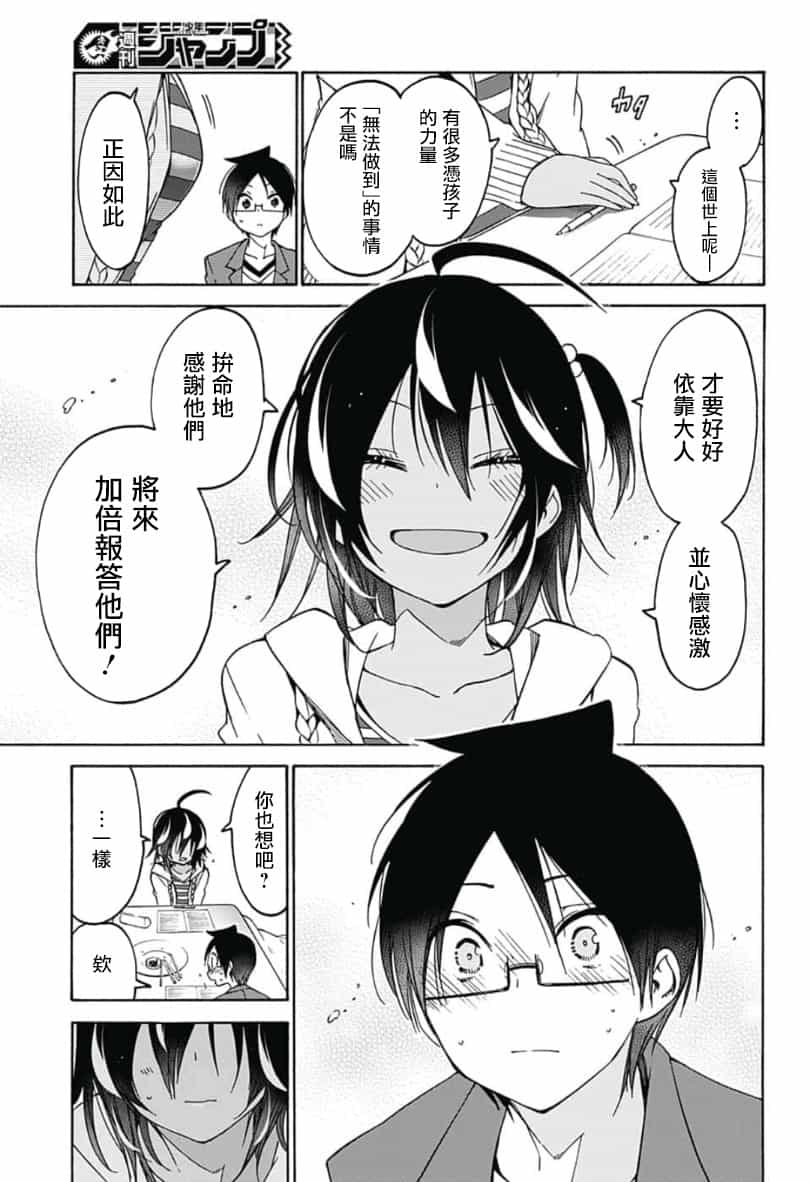 週刊
少年
ジャンプ
…
這個世上呢—
カタ
有很多憑孩子
的力量
「無法做到」的事情
不是嗎
正因如此
才要好好
依靠大人
並心懷感激
拚命地
感謝他們
將來
加倍報答他們！
你也想吧？
…一樣
欸